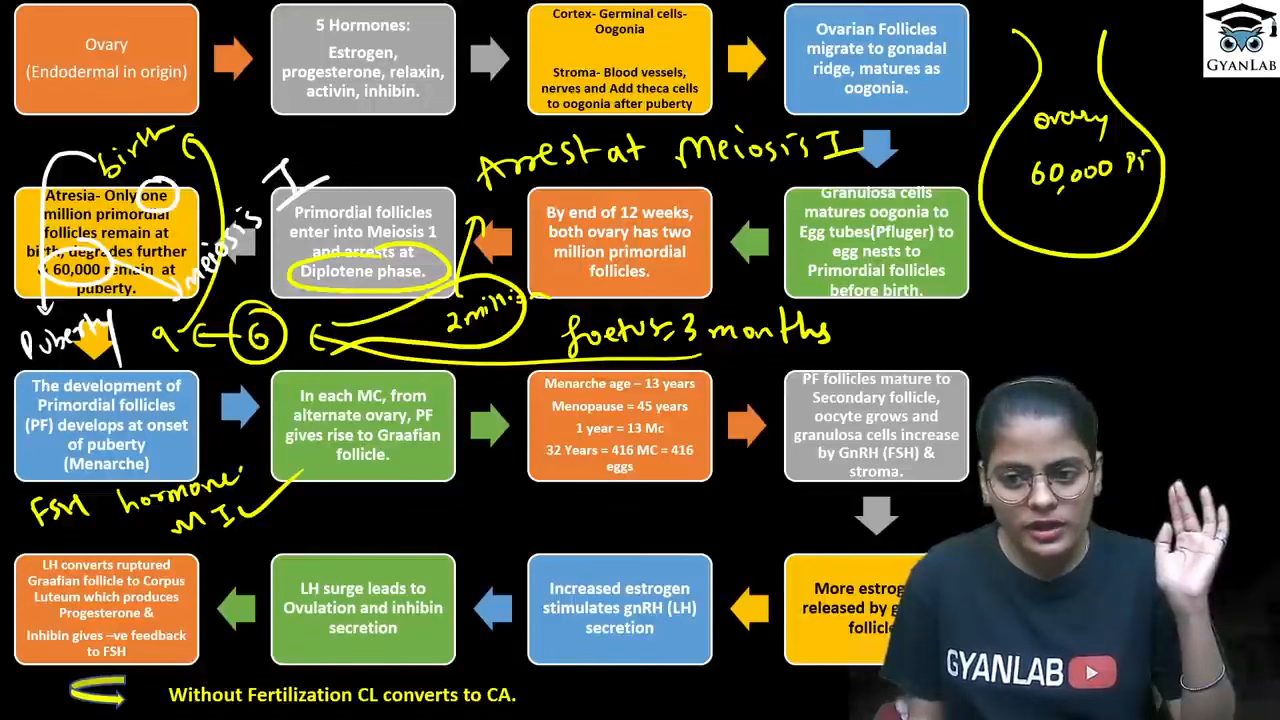 Ovary
(Endodermal in origin)
5 Hormones:
Estrogen,
progesterone, relaxin,
activin, inhibin.
Cortex- Germinal cells-
Oogonia
Stroma- Blood vessels,
nerves and Add theca cells
to oogonia after puberty
Ovarian Follicles
migrate to gonadal
ridge, matures as
oogonia.
GYANLAB
ovary
60,000 PF
birth
Arrest at Meiosis I
Atresia- Only one
million primordial
follicles remain at
birth, degrades further
& 60,000 remain at
puberty.
Meiosis I
Primordial follicles
enter into Meiosis 1
and arrests at
Diplotene phase.
By end of 12 weeks,
both ovary has two
million primordial
follicles.
Granulosa cells
matures oogonia to
Egg tubes(Pfluger) to
egg nests to
Primordial follicles
before birth.
Puberty
9
6
2 million
foetus = 3 months
The development of
Primordial follicles
(PF) develops at onset
of puberty
(Menarche)
In each MC, from
alternate ovary, PF
gives rise to Graafian
follicle.
Menarche age – 13 years
Menopause = 45 years
1 year = 13 Mc
32 Years = 416 MC = 416
eggs
PF follicles mature to
Secondary follicle,
oocyte grows and
granulosa cells increase
by GnRH (FSH) &
stroma.
FSH hormone
M I
LH converts ruptured
Graafian follicle to Corpus
Luteum which produces
Progesterone &
Inhibin gives –ve feedback
to FSH
LH surge leads to
Ovulation and inhibin
secretion
Increased estrogen
stimulates gnRH (LH)
secretion
More
released by
GYANLAB
Without Fertilization CL converts to CA.